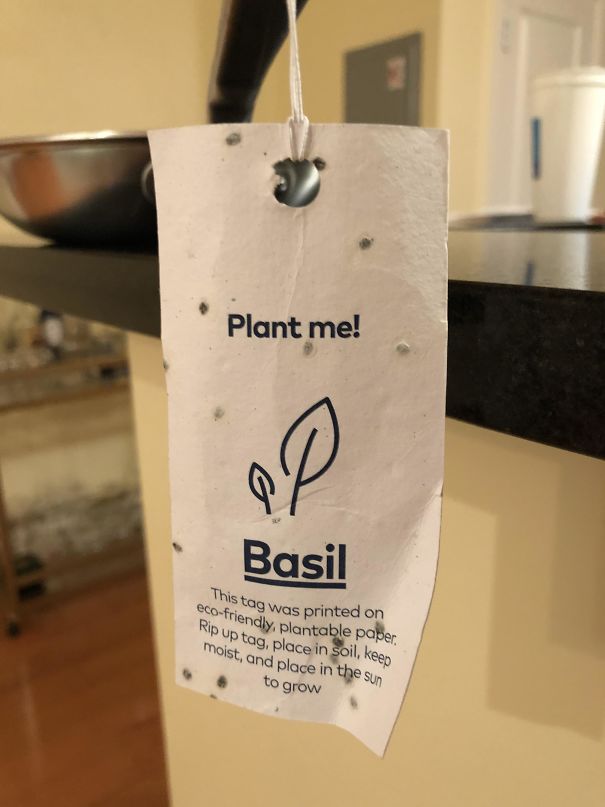 Plant me!
Basil
This tag was printed on
eco-friendly, plantable paper.
Rip up tag, place in soil, keep
moist, and place in the sun
to grow